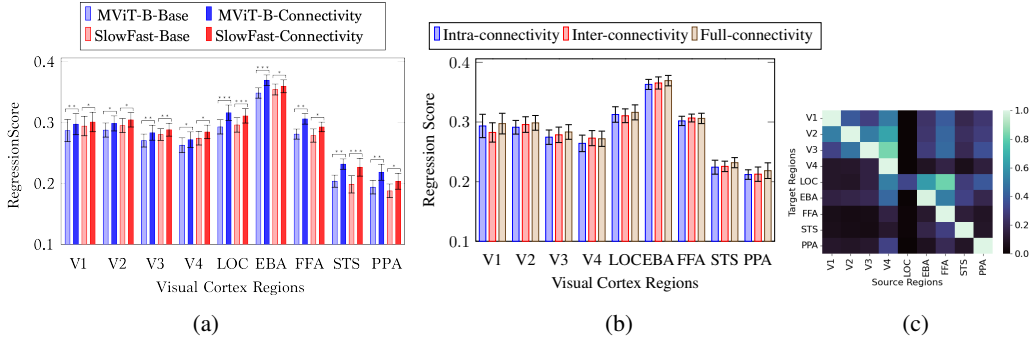 MViT-B-Base MViT-B-Connectivity
SlowFast-Base SlowFast-Connectivity
0.4
0.3
0.2
0.1
Regression Score
V1 V2 V3 V4 LOC EBA FFA STS PPA
Visual Cortex Regions
(a)
Intra-connectivity Inter-connectivity Full-connectivity
0.4
0.3
0.2
0.1
Regression Score
V1 V2 V3 V4 LOC EBA FFA STS PPA
Visual Cortex Regions
(b)
Target Regions
V1
V2
V3
V4
LOC
EBA
FFA
STS
PPA
V1 V2 V3 V4 LOC EBA FFA STS PPA
Source Regions
1.0
0.8
0.6
0.4
0.2
0.0
(c)